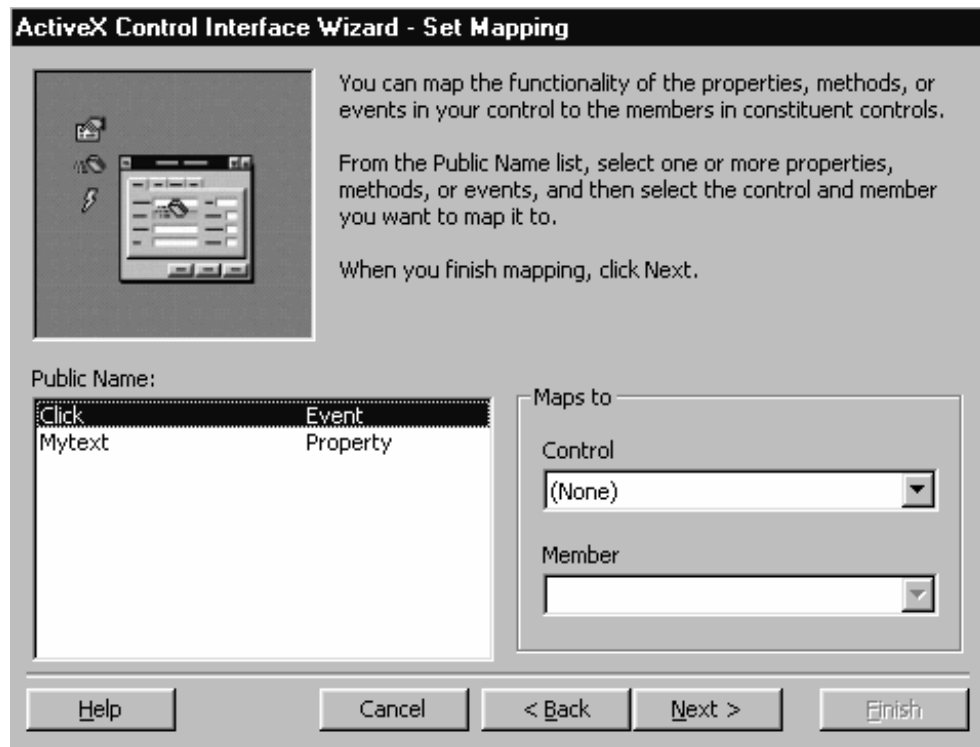 ActiveX Control Interface Wizard - Set Mapping
You can map the functionality of the properties, methods, or
events in your control to the members in constituent controls.
From the Public Name list, select one or more properties,
methods, or events, and then select the control and member
you want to map it to.
When you finish mapping, click Next.
Public Name:
Click Event
Mytext Property
Maps to
Control
(None)
Member
Help Cancel < Back Next > Finish